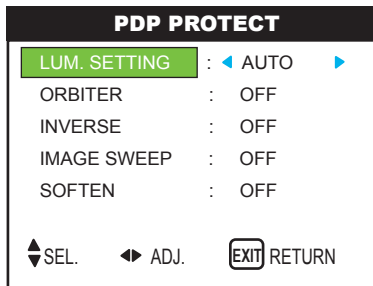 PDP PROTECT
LUM. SETTING : AUTO
ORBITER : OFF
INVERSE : OFF
IMAGE SWEEP : OFF
SOFTEN : OFF
SEL. ADJ. EXIT RETURN